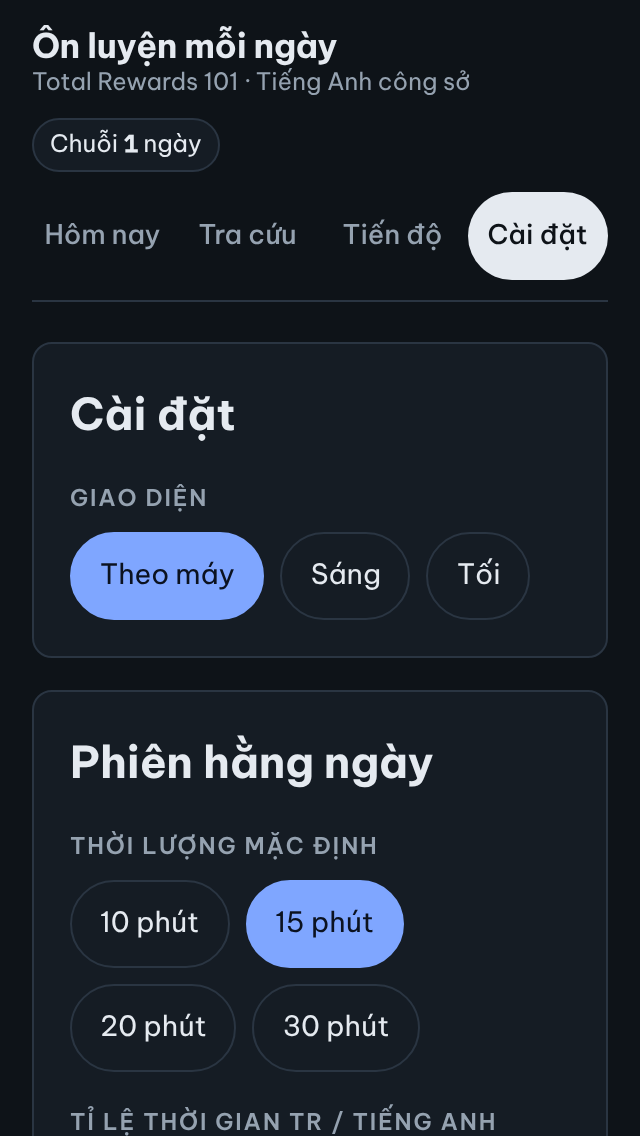 Ôn luyện mỗi ngày
Total Rewards 101 · Tiếng Anh công sở
Chuỗi 1 ngày
Hôm nay Tra cứu Tiến độ Cài đặt
Cài đặt
GIAO DIỆN
Theo máy Sáng Tối
Phiên hằng ngày
THỜI LƯỢNG MẶC ĐỊNH
10 phút 15 phút
20 phút 30 phút
TỈ LỆ THỜI GIAN TR / TIẾNG ANH